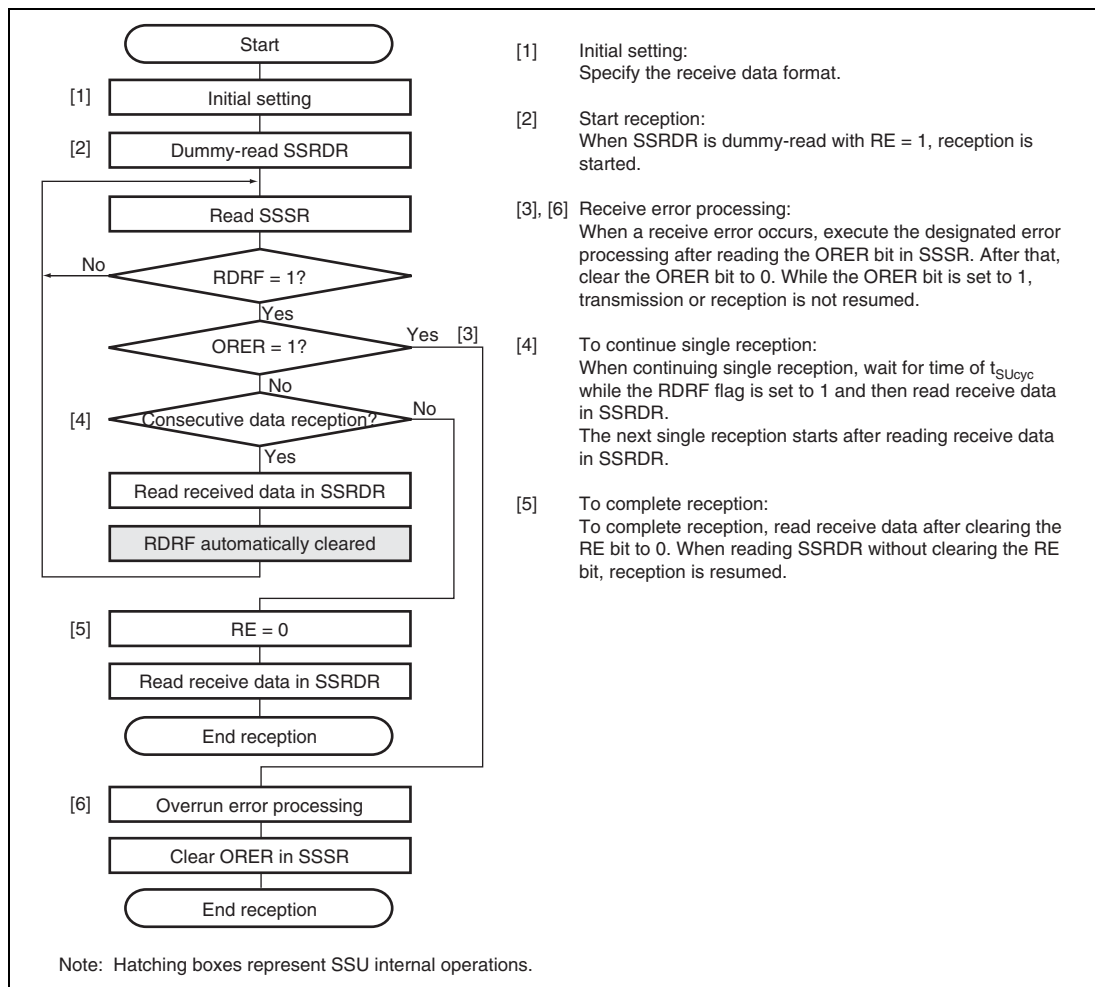 Start
[1] Initial setting
[2] Dummy-read SSRDR
Read SSSR
No
RDRF = 1?
Yes
Yes [3]
ORER = 1?
No
No
[4] Consecutive data reception?
Yes
Read received data in SSRDR
RDRF automatically cleared
[5] RE = 0
Read receive data in SSRDR
End reception
[6] Overrun error processing
Clear ORER in SSSR
End reception
[1] Initial setting:
Specify the receive data format.
[2] Start reception:
When SSRDR is dummy-read with RE = 1, reception is
started.
[3], [6] Receive error processing:
When a receive error occurs, execute the designated error
processing after reading the ORER bit in SSSR. After that,
clear the ORER bit to 0. While the ORER bit is set to 1,
transmission or reception is not resumed.
[4] To continue single reception:
When continuing single reception, wait for time of tSUcyc
while the RDRF flag is set to 1 and then read receive data
in SSRDR.
The next single reception starts after reading receive data
in SSRDR.
[5] To complete reception:
To complete reception, read receive data after clearing the
RE bit to 0. When reading SSRDR without clearing the RE
bit, reception is resumed.
Note: Hatching boxes represent SSU internal operations.